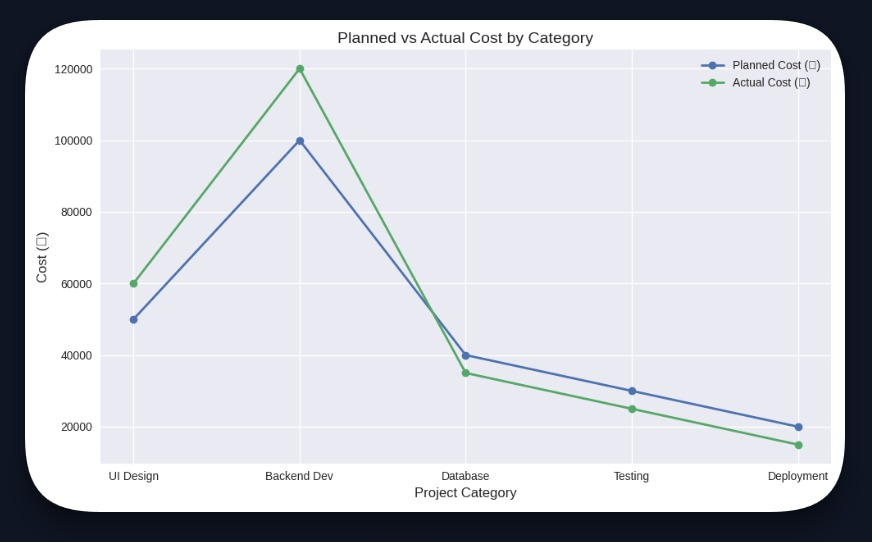 Planned vs Actual Cost by Category
Planned Cost (▯)
Actual Cost (▯)
120000
100000
80000
60000
40000
20000
Cost (▯)
UI Design
Backend Dev
Database
Testing
Deployment
Project Category